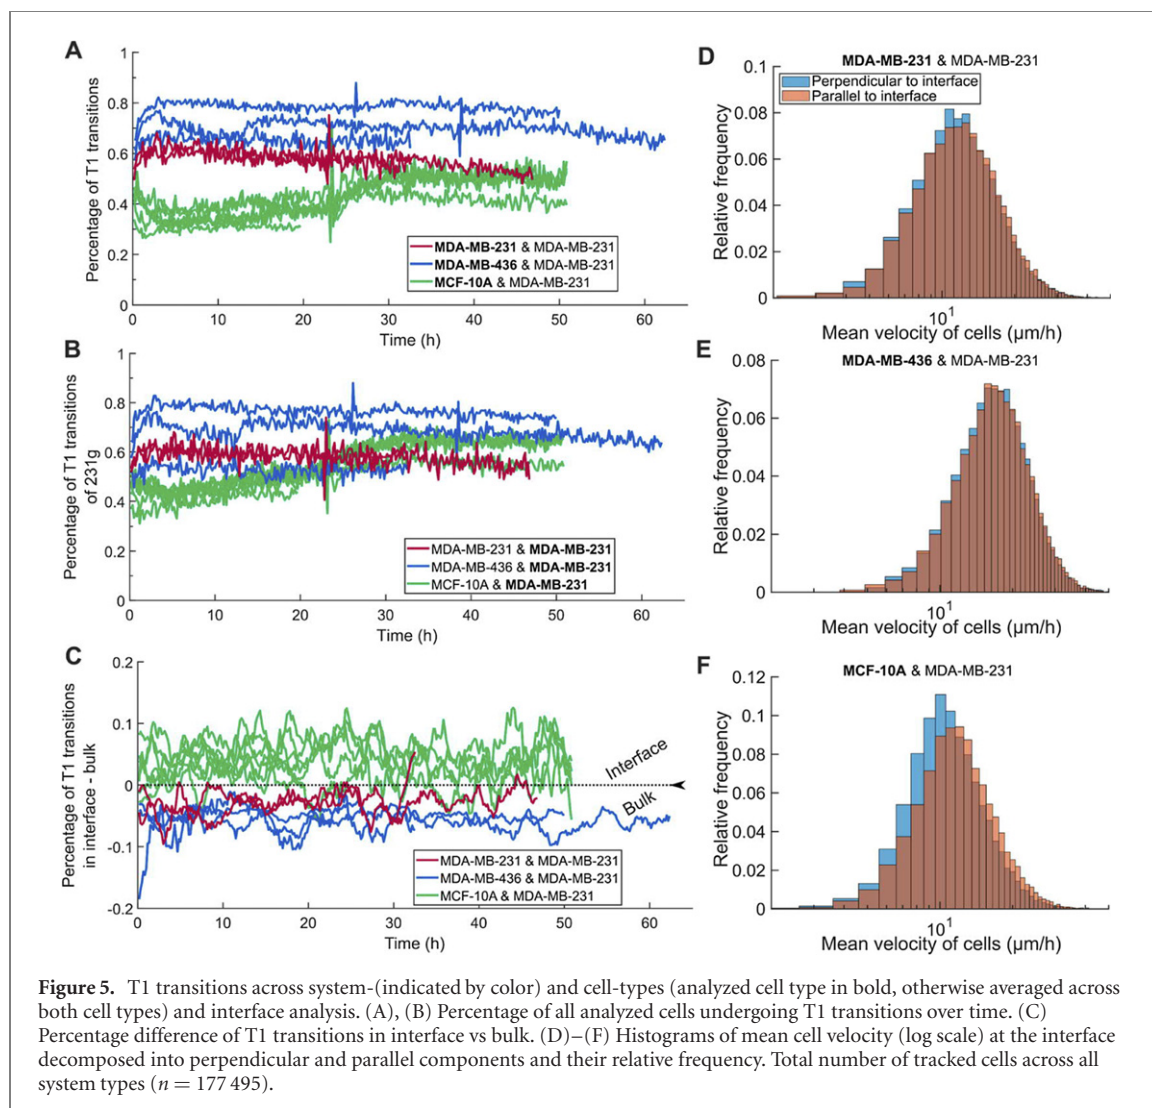 A
Percentage of T1 transitions
1
0.8
0.6
0.4
0.2
0
0 10 20 30 40 50 60
Time (h)
MDA-MB-231 & MDA-MB-231
MDA-MB-436 & MDA-MB-231
MCF-10A & MDA-MB-231
B
Percentage of T1 transitions
of 231g
1
0.8
0.6
0.4
0.2
0
0 10 20 30 40 50 60
Time (h)
MDA-MB-231 & MDA-MB-231
MDA-MB-436 & MDA-MB-231
MCF-10A & MDA-MB-231
C
Percentage of T1 transitions
in interface - bulk
0.2
0.1
0
-0.1
-0.2
0 10 20 30 40 50 60
Time (h)
Interface
Bulk
MDA-MB-231 & MDA-MB-231
MDA-MB-436 & MDA-MB-231
MCF-10A & MDA-MB-231
D
MDA-MB-231 & MDA-MB-231
Perpendicular to interface
Parallel to interface
Relative frequency
0.1
0.08
0.06
0.04
0.02
0
10¹
Mean velocity of cells (µm/h)
E
MDA-MB-436 & MDA-MB-231
Relative frequency
0.08
0.06
0.04
0.02
0
10¹
Mean velocity of cells (µm/h)
F
MCF-10A & MDA-MB-231
Relative frequency
0.12
0.1
0.08
0.06
0.04
0.02
0
10¹
Mean velocity of cells (µm/h)
Figure 5. T1 transitions across system-(indicated by color) and cell-types (analyzed cell type in bold, otherwise averaged across
both cell types) and interface analysis. (A), (B) Percentage of all analyzed cells undergoing T1 transitions over time. (C)
Percentage difference of T1 transitions in interface vs bulk. (D)–(F) Histograms of mean cell velocity (log scale) at the interface
decomposed into perpendicular and parallel components and their relative frequency. Total number of tracked cells across all
system types (n = 177 495).